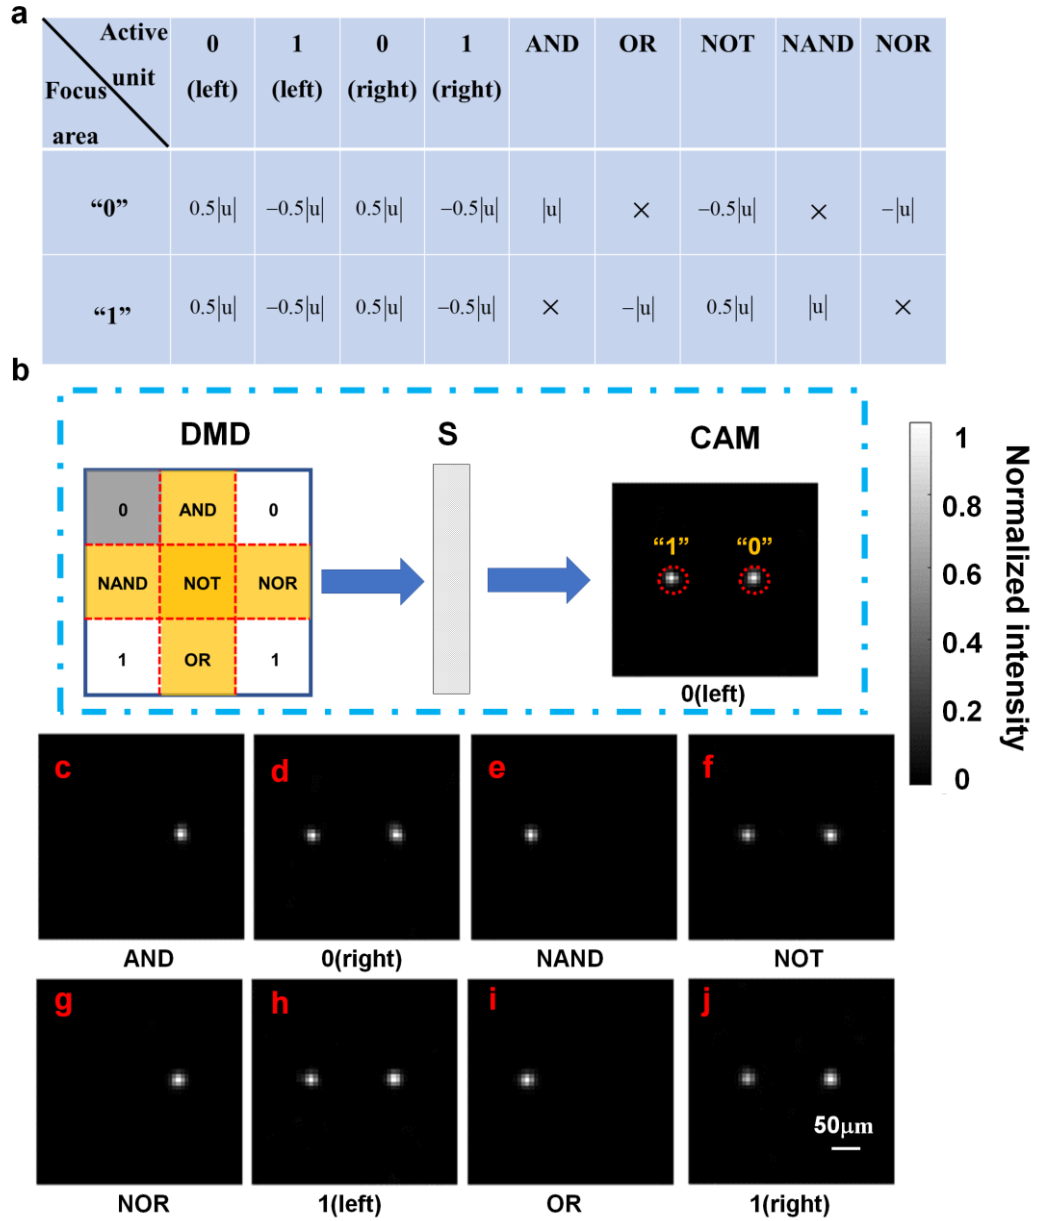 a
Active
unit
Focus
area
0
(left)
1
(left)
0
(right)
1
(right)
AND
OR
NOT
NAND
NOR
“0”
0.5|u|
−0.5|u|
0.5|u|
−0.5|u|
|u|
×
−0.5|u|
×
−|u|
“1”
0.5|u|
−0.5|u|
0.5|u|
−0.5|u|
×
−|u|
0.5|u|
|u|
×
b
DMD
S
CAM
0
AND
0
NAND
NOT
NOR
1
OR
1
“1”
“0”
0(left)
1
0.8
0.6
0.4
0.2
0
Normalized intensity
c
d
e
f
AND
0(right)
NAND
NOT
g
h
i
j
50μm
NOR
1(left)
OR
1(right)